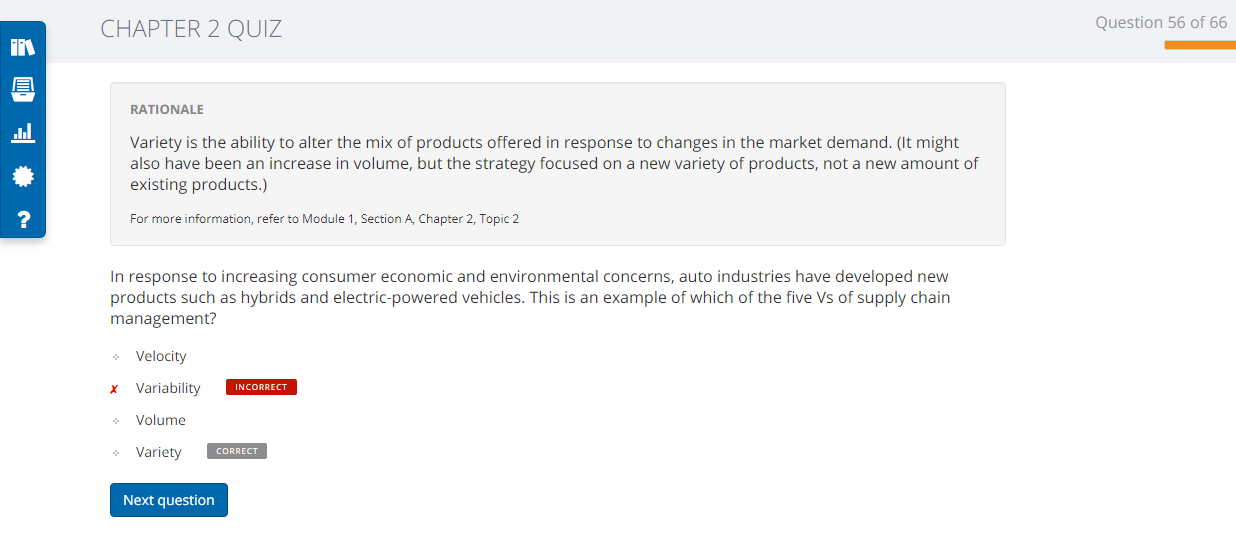 CHAPTER 2 QUIZ
Question 56 of 66
RATIONALE
Variety is the ability to alter the mix of products offered in response to changes in the market demand. (It might
also have been an increase in volume, but the strategy focused on a new variety of products, not a new amount of
existing products.)
For more information, refer to Module 1, Section A, Chapter 2, Topic 2
In response to increasing consumer economic and environmental concerns, auto industries have developed new
products such as hybrids and electric-powered vehicles. This is an example of which of the five Vs of supply chain
management?
Velocity
✗ Variability INCORRECT
Volume
Variety CORRECT
Next question
?